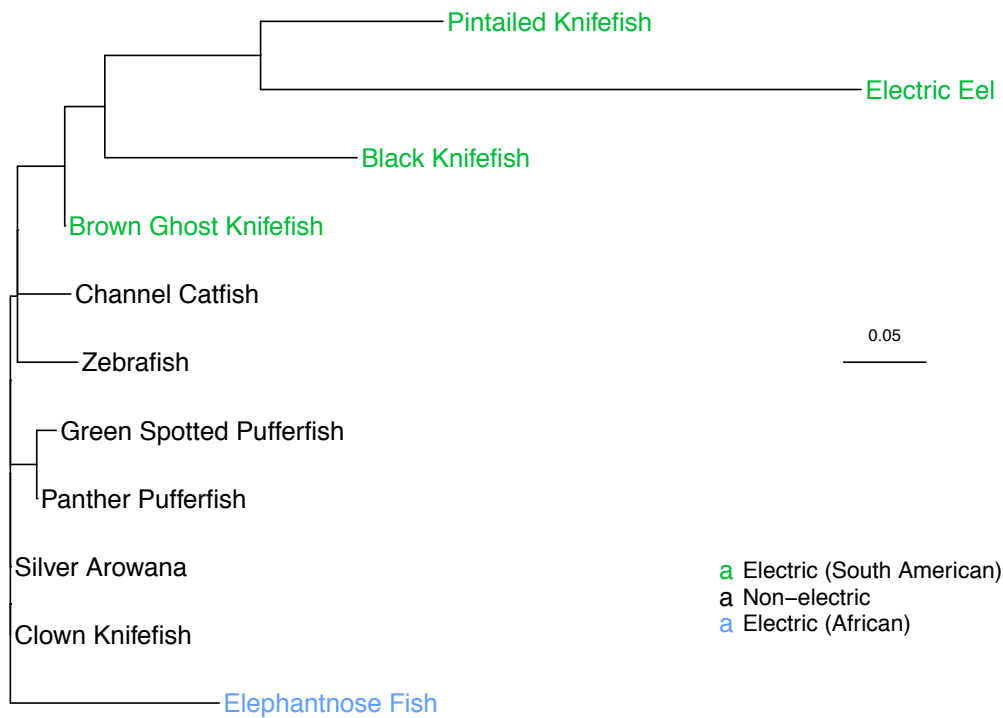 Pintailed Knifefish
Electric Eel
Black Knifefish
Brown Ghost Knifefish
Channel Catfish
0.05
Zebrafish
Green Spotted Pufferfish
Panther Pufferfish
Silver Arowana
Clown Knifefish
Elephantnose Fish
a Electric (South American)
a Non−electric
a Electric (African)